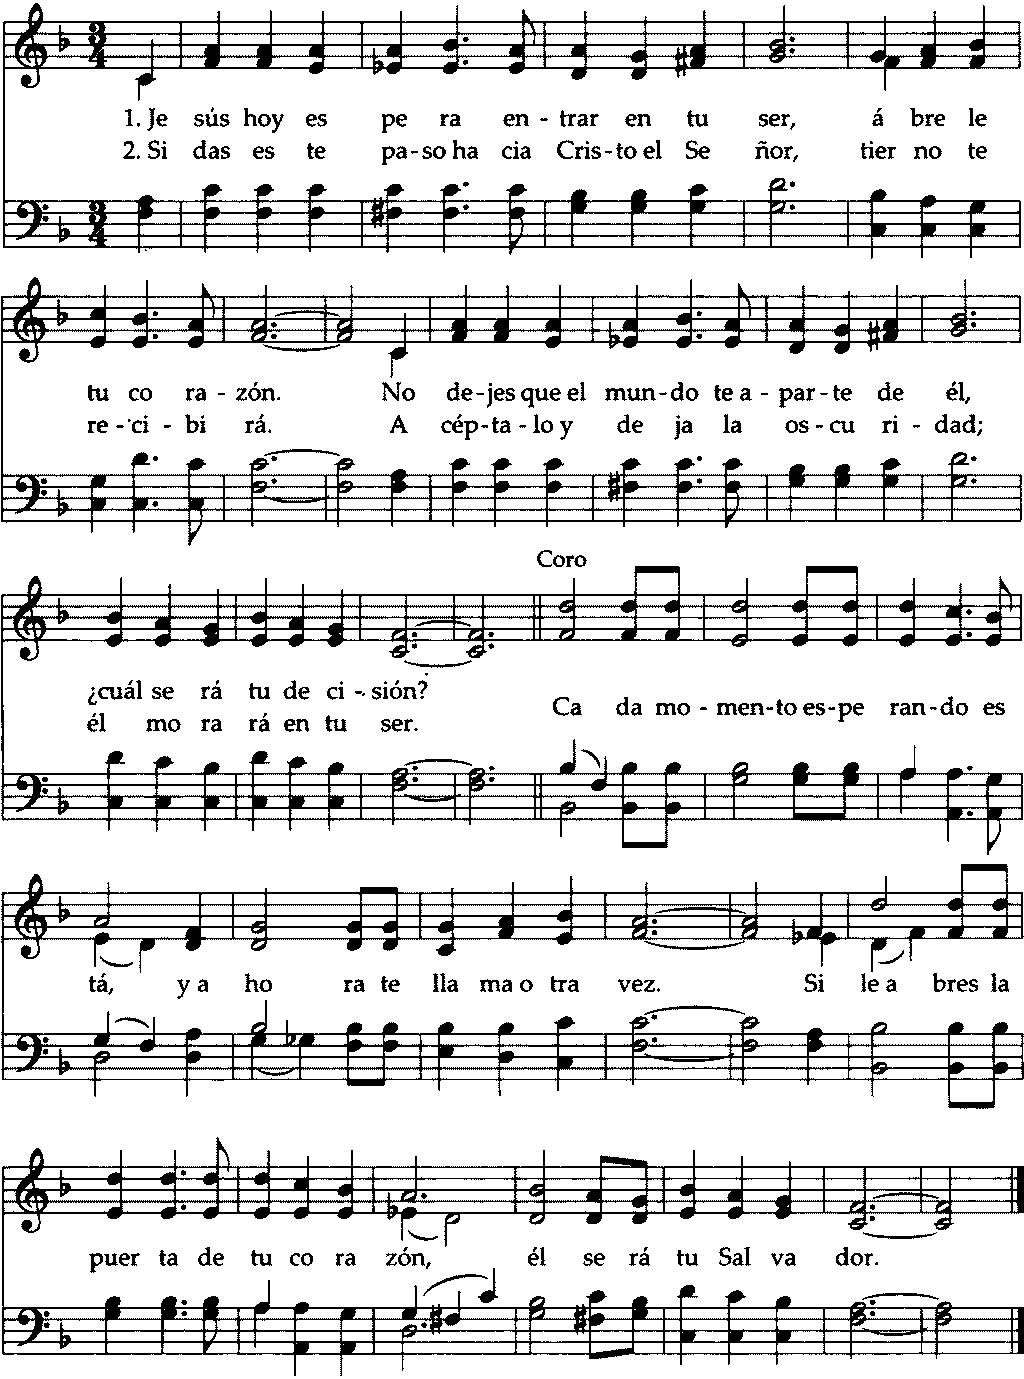 3 4
1. Je sús hoy es pe ra en - trar en tu ser, á bre le
2. Si das es te pa - so ha cia Cris - to el Se ñor, tier no te
3 4
tu co ra - zón. No de - jes que el mun - do te a - par - te de él,
re - ci - bi rá. A cép - ta - lo y de ja la os - cu ri - dad;
Coro
¿cuál se rá tu de ci - sión?
él mo ra rá en tu ser.
Ca da mo - men - to es - pe ran - do es
tá, y a ho ra te lla ma o tra vez. Si le a bres la
puer ta de tu co ra zón, él se rá tu Sal va dor.